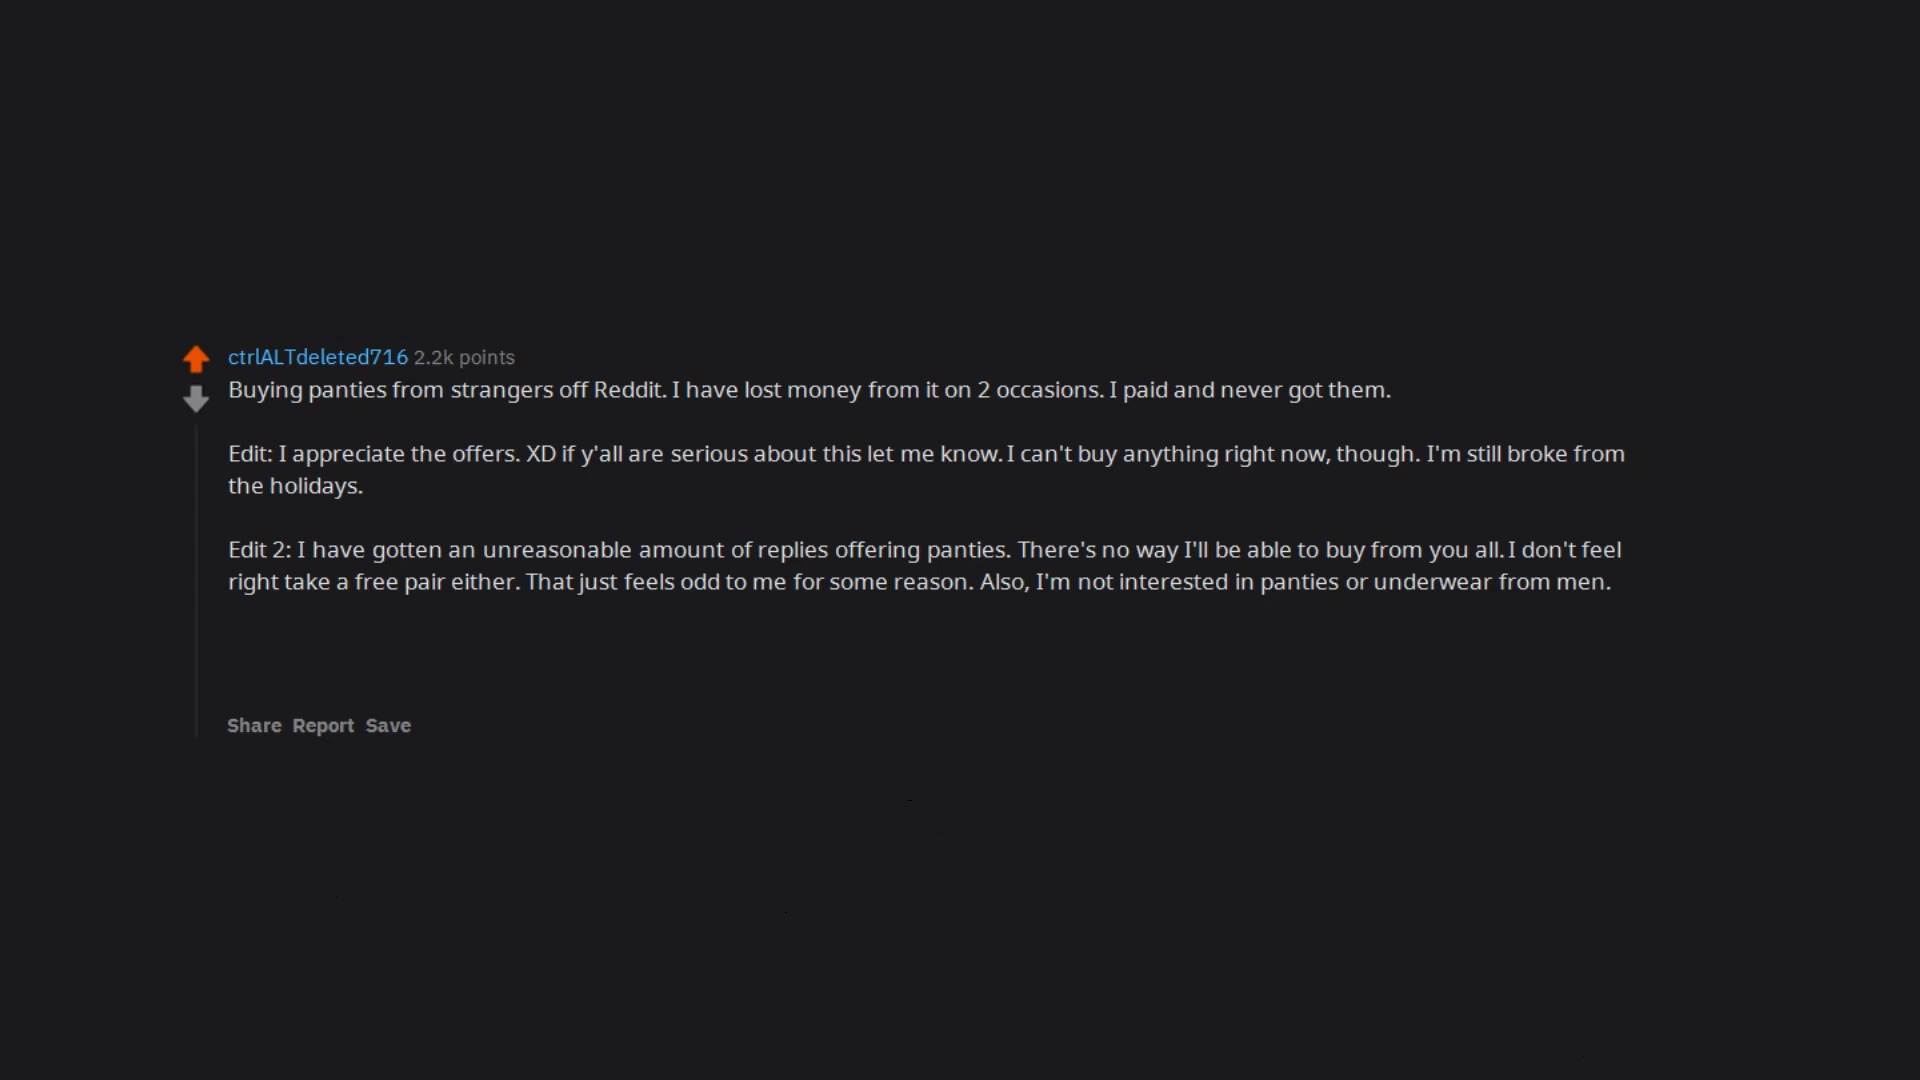 ctrlALTdeleted716 2.2k points
Buying panties from strangers off Reddit. I have lost money from it on 2 occasions. I paid and never got them.
Edit: I appreciate the offers. XD if y'all are serious about this let me know. I can't buy anything right now, though. I'm still broke from
the holidays.
Edit 2: I have gotten an unreasonable amount of replies offering panties. There's no way I'll be able to buy from you all. I don't feel
right take a free pair either. That just feels odd to me for some reason. Also, I'm not interested in panties or underwear from men.
Share Report Save